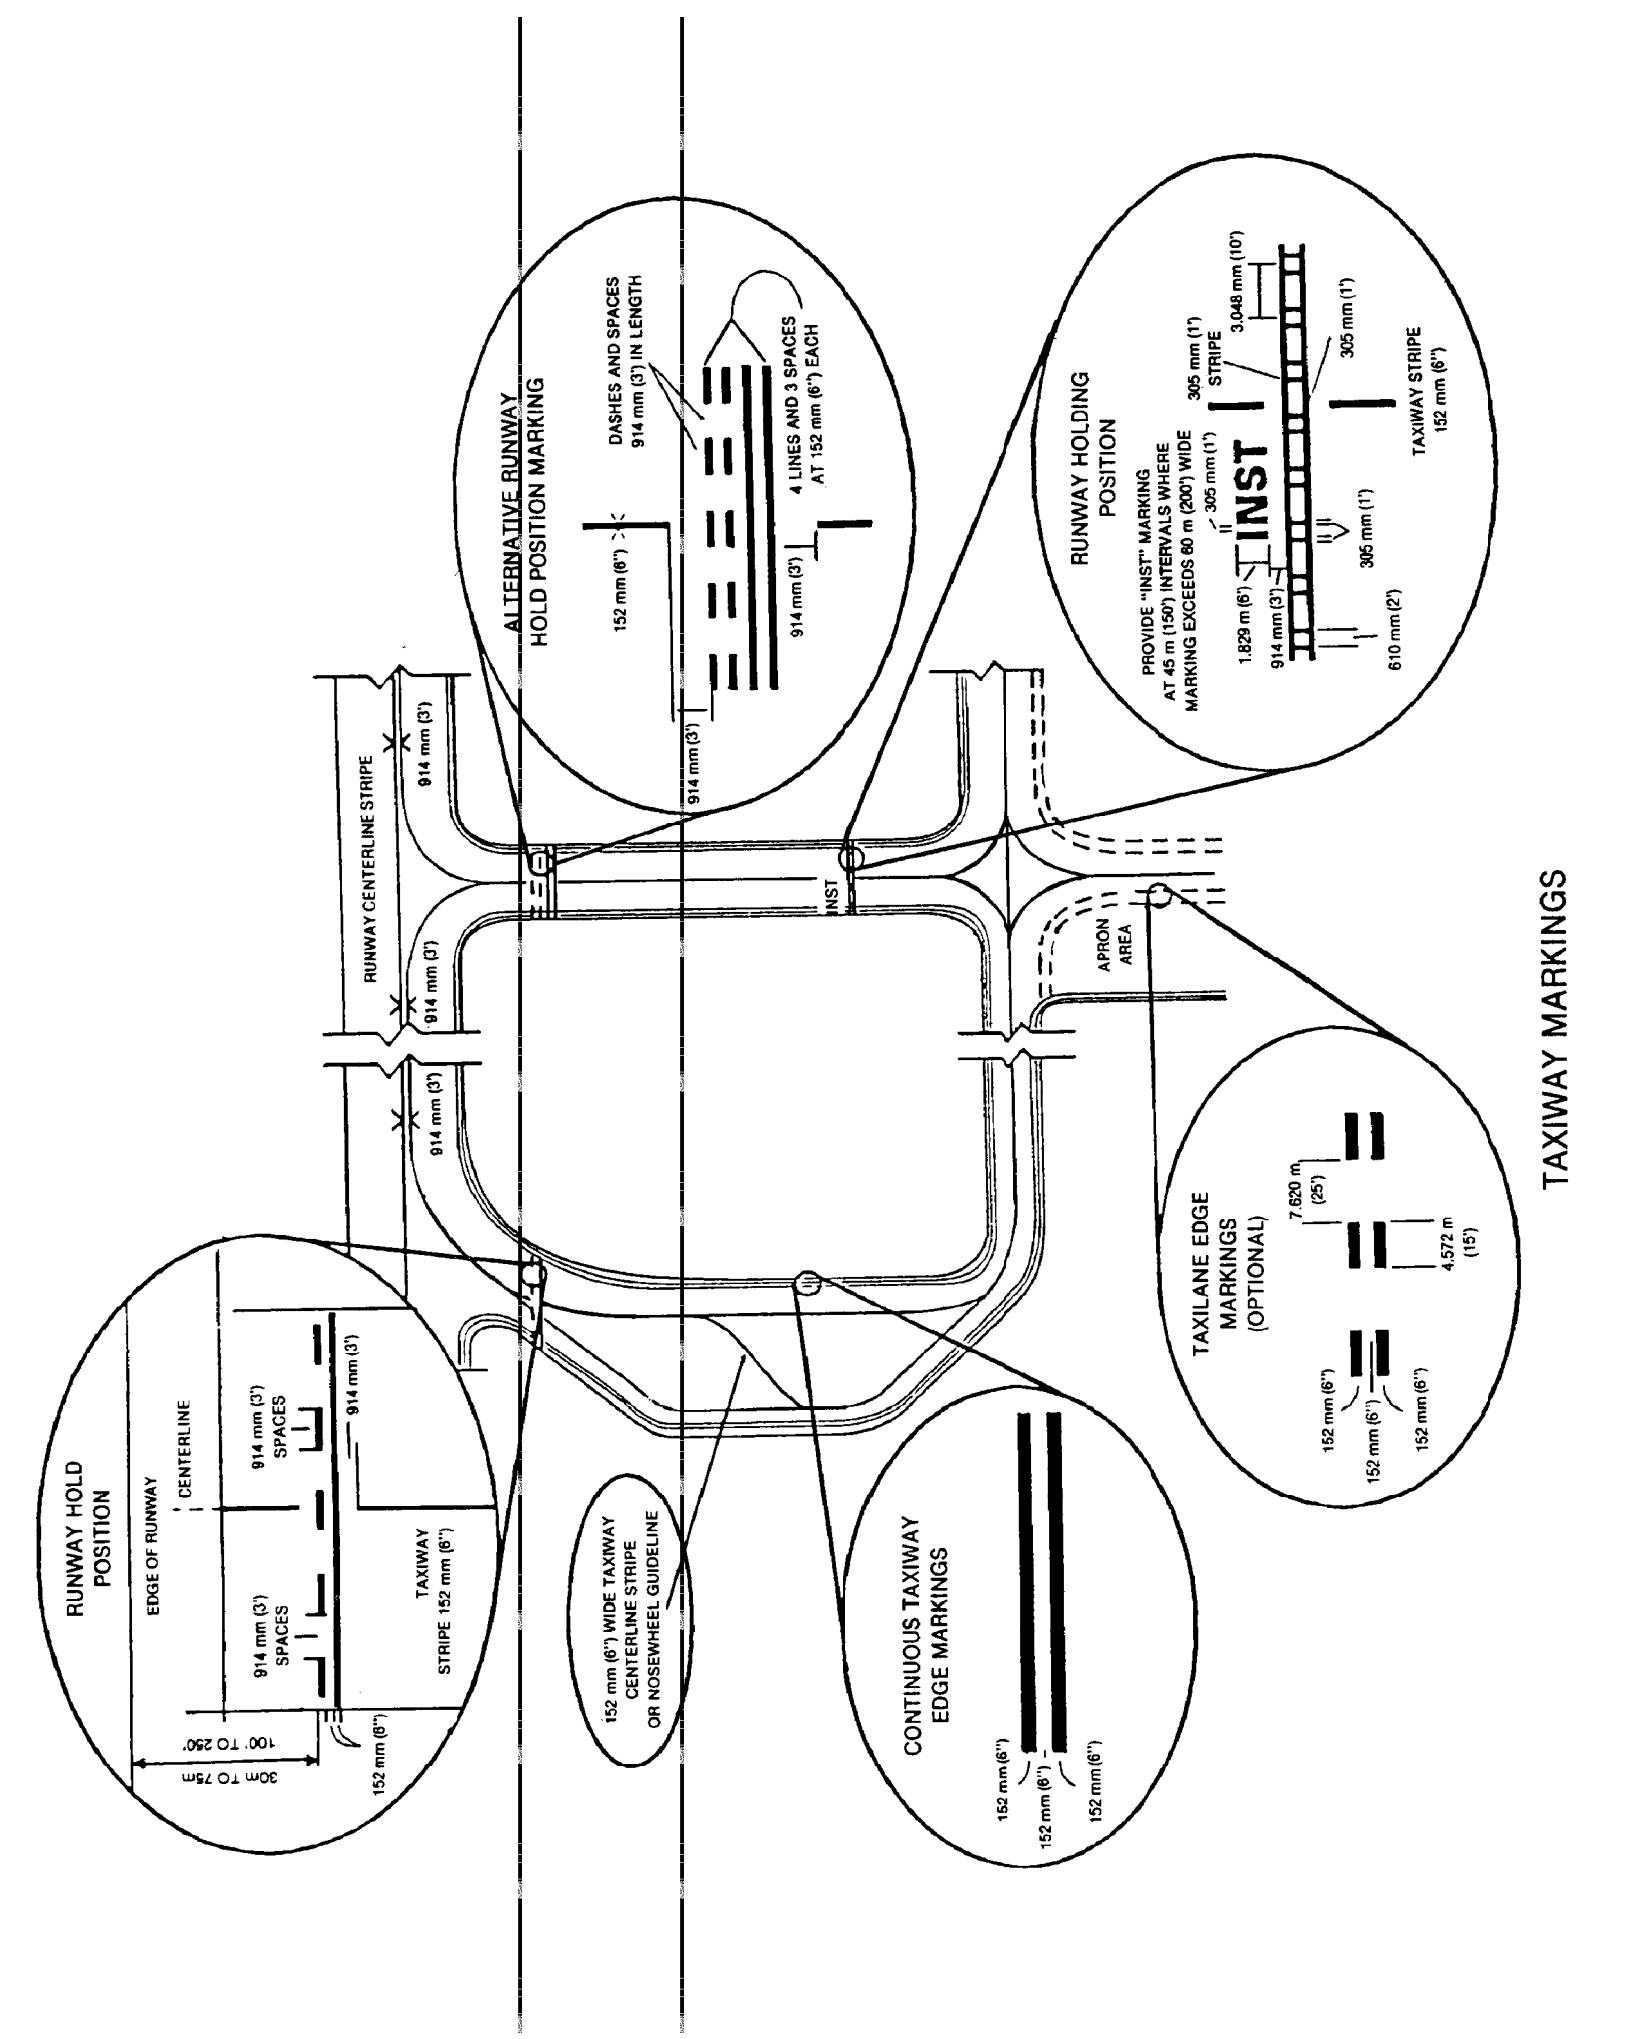 RUNWAY HOLD
POSITION
EDGE OF RUNWAY
CENTERLINE
914 mm (3')
SPACES
914 mm (3')
SPACES
914 mm (3')
TAXIWAY
STRIPE 152 mm (6")
30m TO 75m
100' TO 250'
152 mm (6")
RUNWAY CENTERLINE STRIPE
914 mm (3')
914 mm (3')
914 mm (3')
ALTERNATIVE RUNWAY
HOLD POSITION MARKING
152 mm (6")
DASHES AND SPACES
914 mm (3') IN LENGTH
914 mm (3')
914 mm (3')
4 LINES AND 3 SPACES
AT 152 mm (6") EACH
152 mm (6") WIDE TAXIWAY
CENTERLINE STRIPE
OR NOSEWHEEL GUIDELINE
INST
APRON
AREA
CONTINUOUS TAXIWAY
EDGE MARKINGS
152 mm (6")
152 mm (6")
152 mm (6")
RUNWAY HOLDING
POSITION
PROVIDE "INST" MARKING
AT 45 m (150') INTERVALS WHERE
MARKING EXCEEDS 60 m (200') WIDE
305 mm (1')
305 mm (1')
STRIPE
3.048 mm (10')
1.829 m (6')
914 mm (3')
INST
305 mm (1')
305 mm (1')
610 mm (2')
TAXIWAY STRIPE
152 mm (6")
TAXILANE EDGE
MARKINGS
(OPTIONAL)
7.620 m
(25')
4.572 m
(15')
152 mm (6")
152 mm (6")
152 mm (6")
TAXIWAY MARKINGS